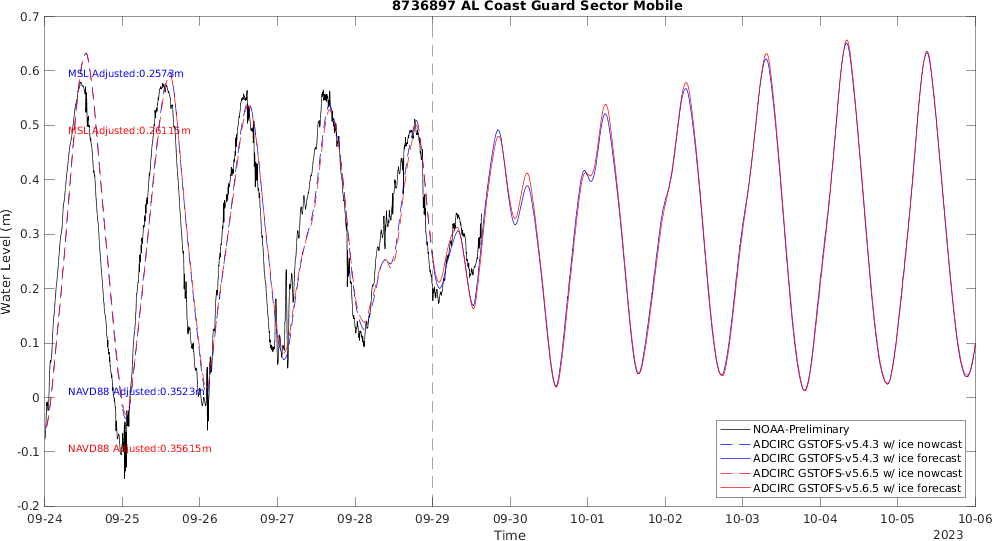 8736897 AL Coast Guard Sector Mobile
0.7
0.6
0.5
0.4
0.3
0.2
0.1
0
-0.1
-0.2
Water Level (m)
MSL Adjusted:0.2573m
MSL Adjusted:0.26115m
NAVD88 Adjusted:0.3523m
NAVD88 Adjusted:0.35615m
NOAA-Preliminary
ADCIRC GSTOFS-v5.4.3 w/ ice nowcast
ADCIRC GSTOFS-v5.4.3 w/ ice forecast
ADCIRC GSTOFS-v5.6.5 w/ ice nowcast
ADCIRC GSTOFS-v5.6.5 w/ ice forecast
09-24 09-25 09-26 09-27 09-28 09-29 09-30 10-01 10-02 10-03 10-04 10-05 10-06
Time
2023